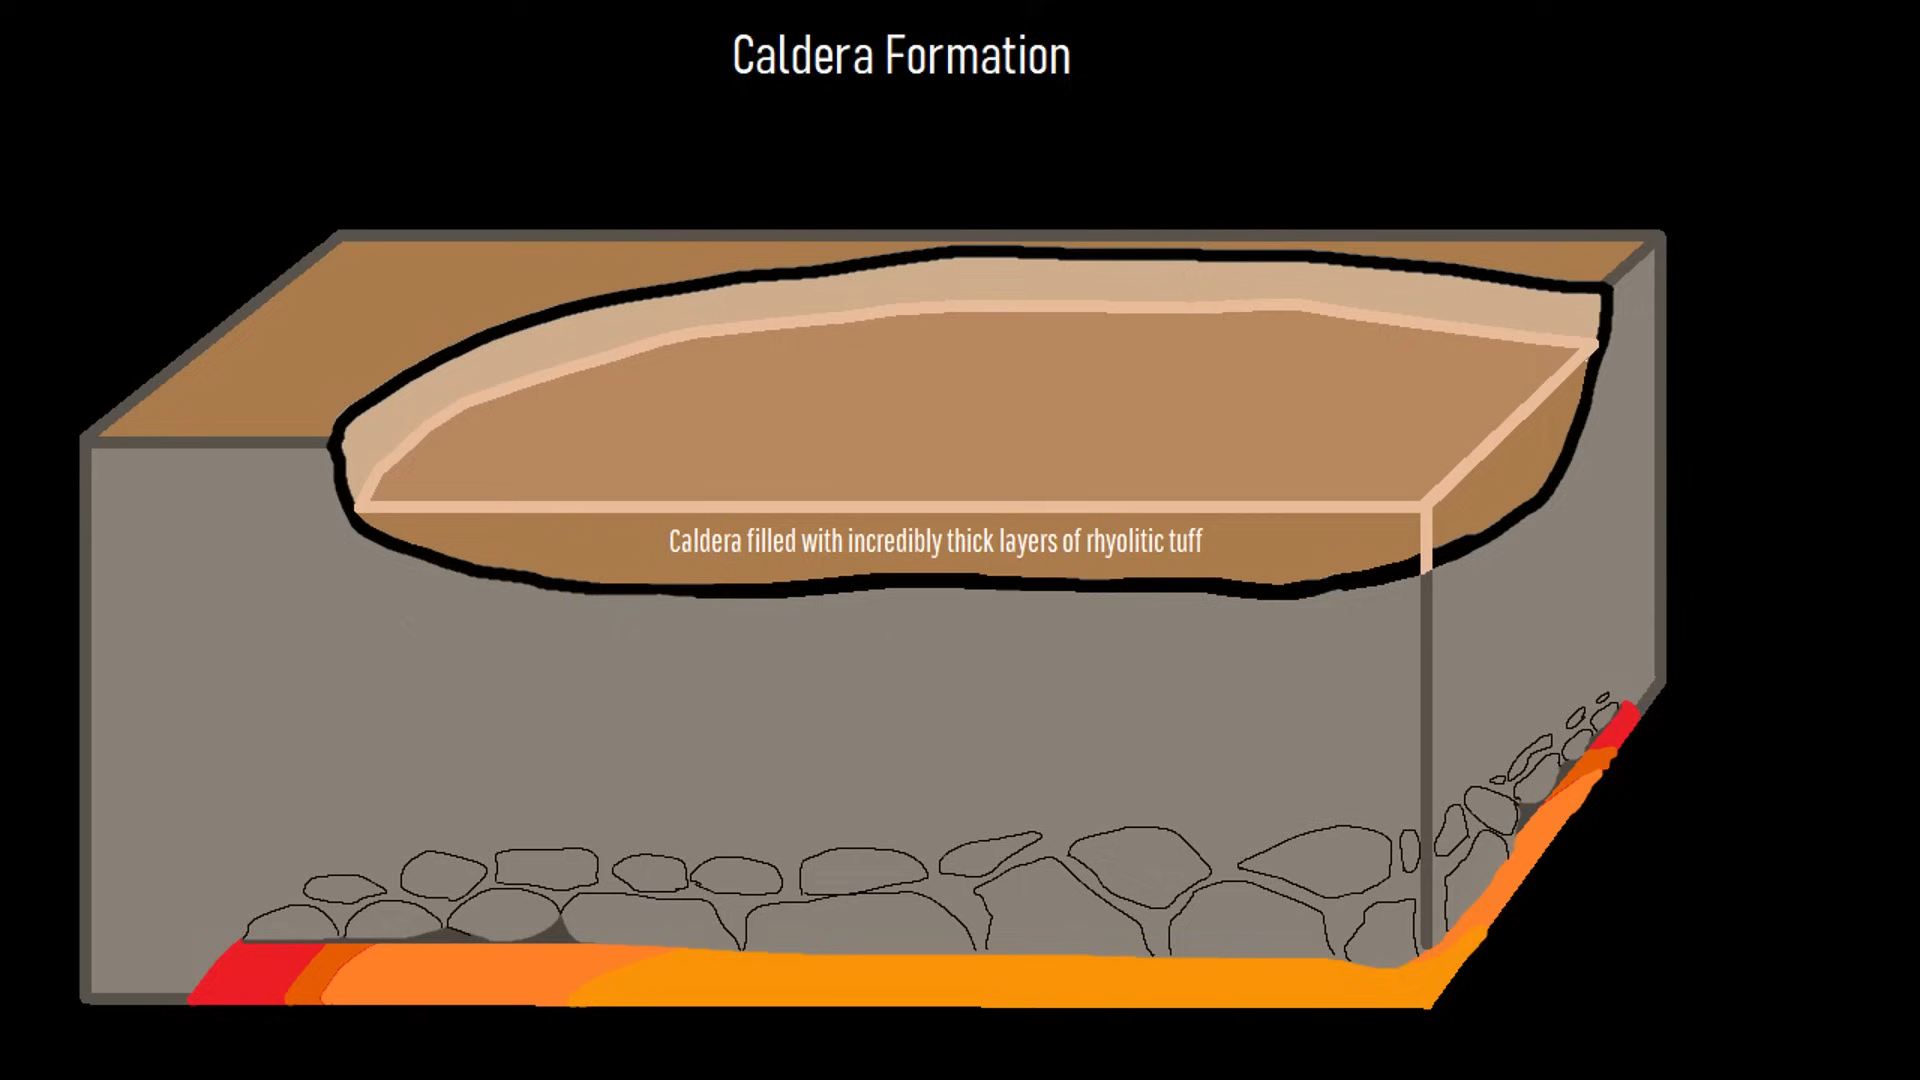 Caldera Formation
Caldera filled with incredibly thick layers of rhyolitic tuff